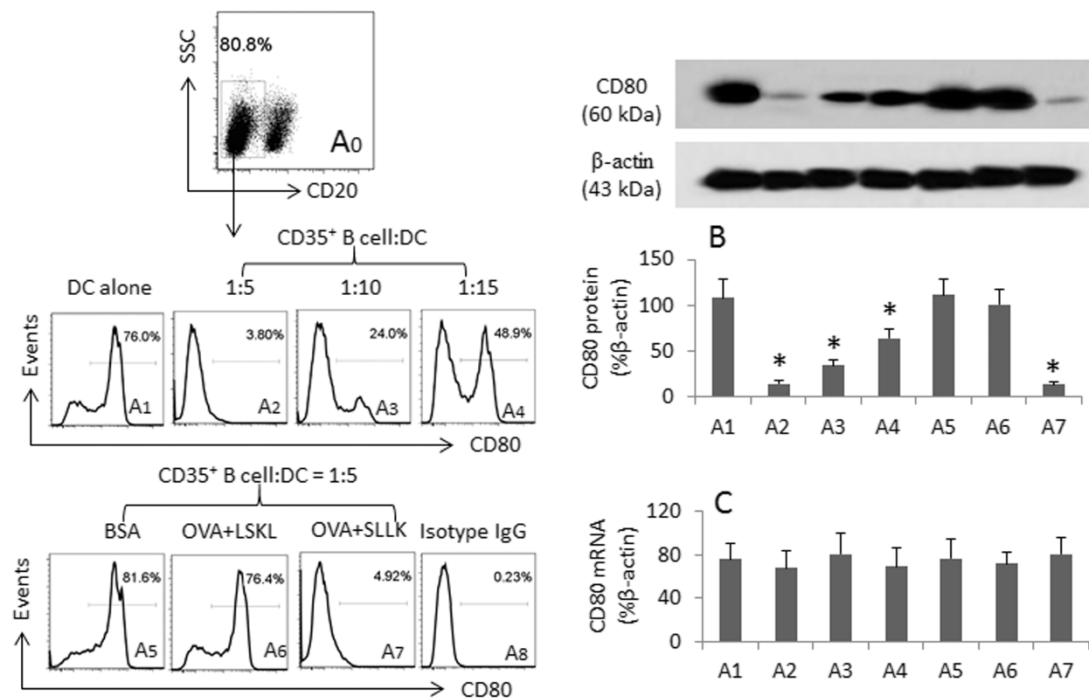 SSC
80.8%
A0
CD20
CD35+ B cell:DC
DC alone
1:5
1:10
1:15
Events
76.0%
A1
3.80%
A2
24.0%
A3
48.9%
A4
CD80
CD35+ B cell:DC = 1:5
BSA
OVA+LSKL
OVA+SLLK
Isotype IgG
Events
81.6%
A5
76.4%
A6
4.92%
A7
0.23%
A8
CD80
CD80
(60 kDa)
β-actin
(43 kDa)
B
CD80 protein
(%β-actin)
150
100
50
0
*
*
*
*
A1 A2 A3 A4 A5 A6 A7
C
CD80 mRNA
(%β-actin)
120
80
40
0
A1 A2 A3 A4 A5 A6 A7